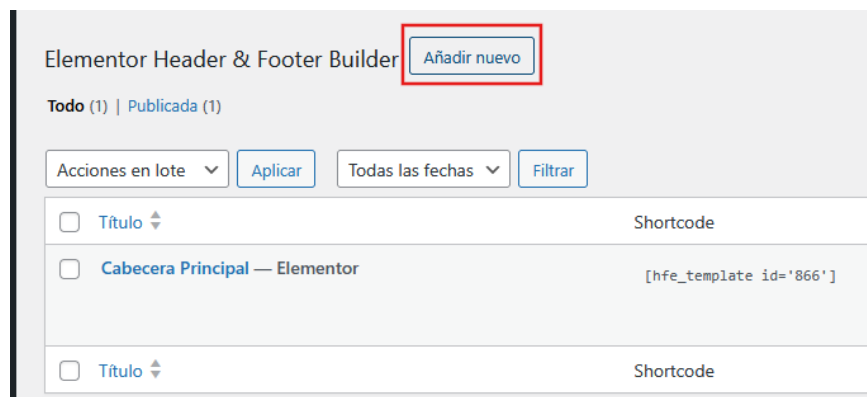 Elementor Header & Footer Builder Añadir nuevo
Todo (1) | Publicada (1)
Acciones en lote Aplicar Todas las fechas Filtrar
Título Shortcode
Cabecera Principal — Elementor [hfe_template id='866']
Título Shortcode